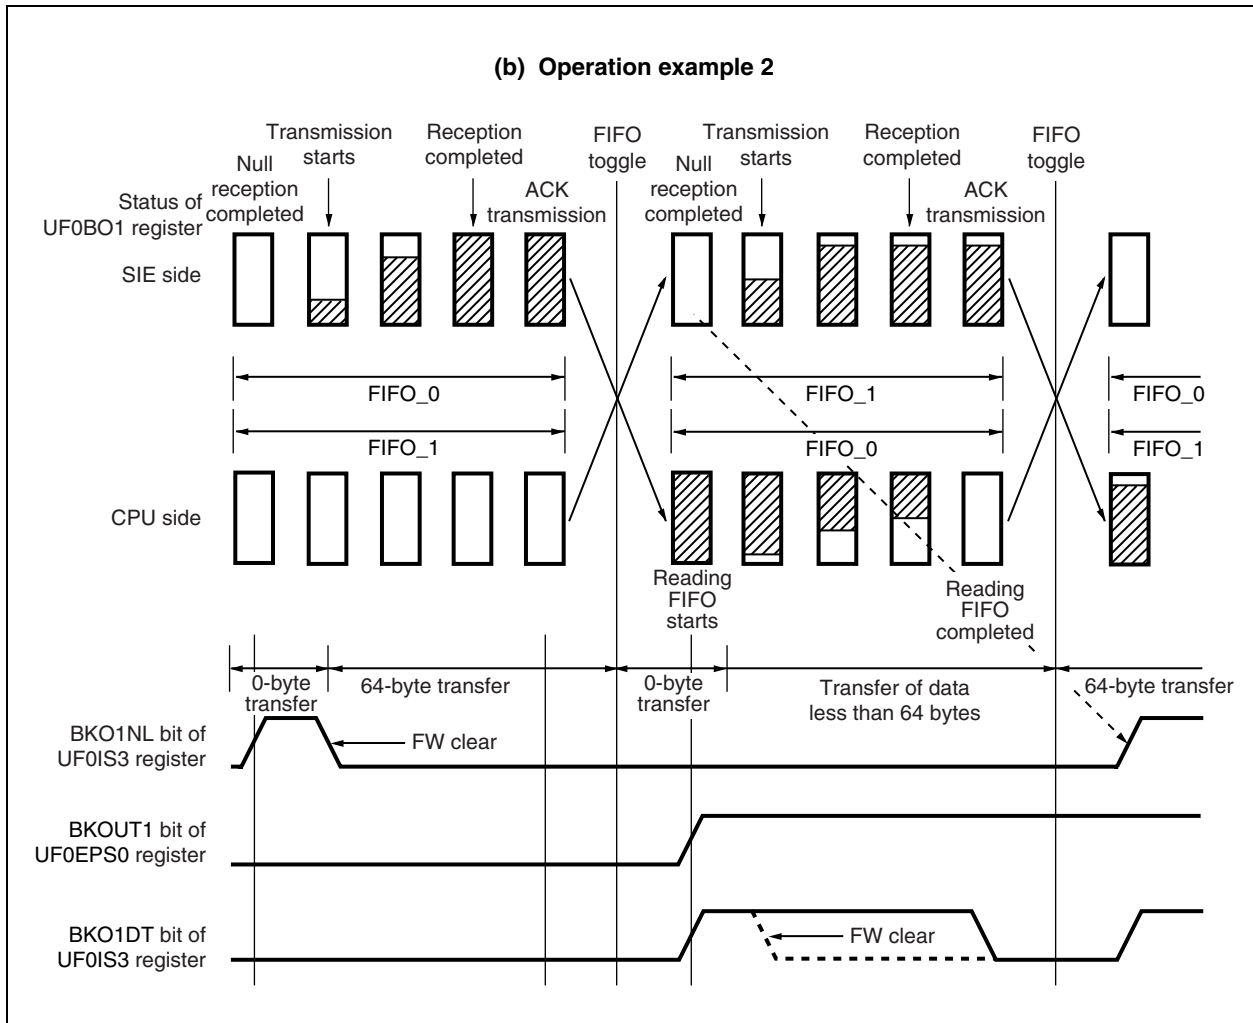 (b) Operation example 2
Transmission
starts
Reception
completed
FIFO
toggle
Transmission
starts
Reception
completed
FIFO
toggle
Null
reception
completed
ACK
transmission
Null
reception
completed
ACK
transmission
Status of
UF0BO1 register
SIE side
FIFO_0
FIFO_1
FIFO_0
FIFO_1
FIFO_0
FIFO_1
CPU side
Reading
FIFO
starts
Reading
FIFO
completed
0-byte
transfer
64-byte transfer
0-byte
transfer
Transfer of data
less than 64 bytes
64-byte transfer
BKO1NL bit of
UF0IS3 register
FW clear
BKOUT1 bit of
UF0EPS0 register
BKO1DT bit of
UF0IS3 register
FW clear